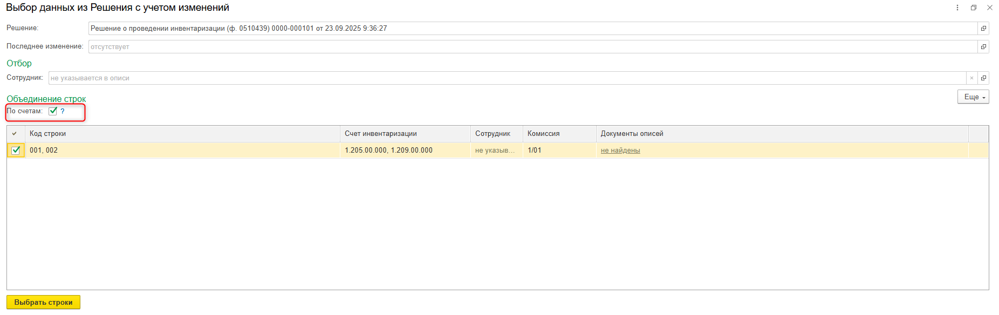 Выбор данных из Решения с учетом изменений
Решение: Решение о проведении инвентаризации (ф. 0510439) 0000-000101 от 23.09.2025 9:36:27
Последнее изменение: отсутствует
Отбор
Сотрудник: не указывается в описи
Объединение строк
Еще
По счетам: ?
Код строки Счет инвентаризации Сотрудник Комиссия Документы описей
001, 002 1.205.00.000, 1.209.00.000 не указыв... 1/01 не найдены
Выбрать строки